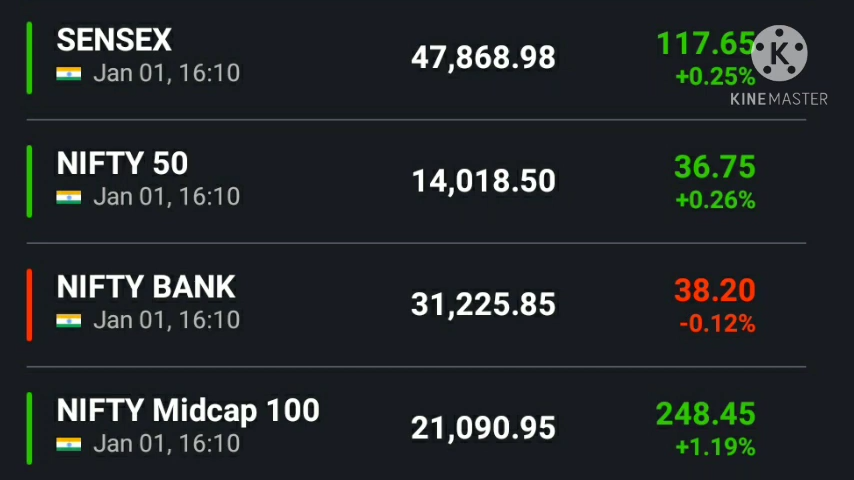 SENSEX
Jan 01, 16:10
47,868.98
117.65
+0.25%
K
KINEMASTER
NIFTY 50
Jan 01, 16:10
14,018.50
36.75
+0.26%
NIFTY BANK
Jan 01, 16:10
31,225.85
38.20
-0.12%
NIFTY Midcap 100
Jan 01, 16:10
21,090.95
248.45
+1.19%